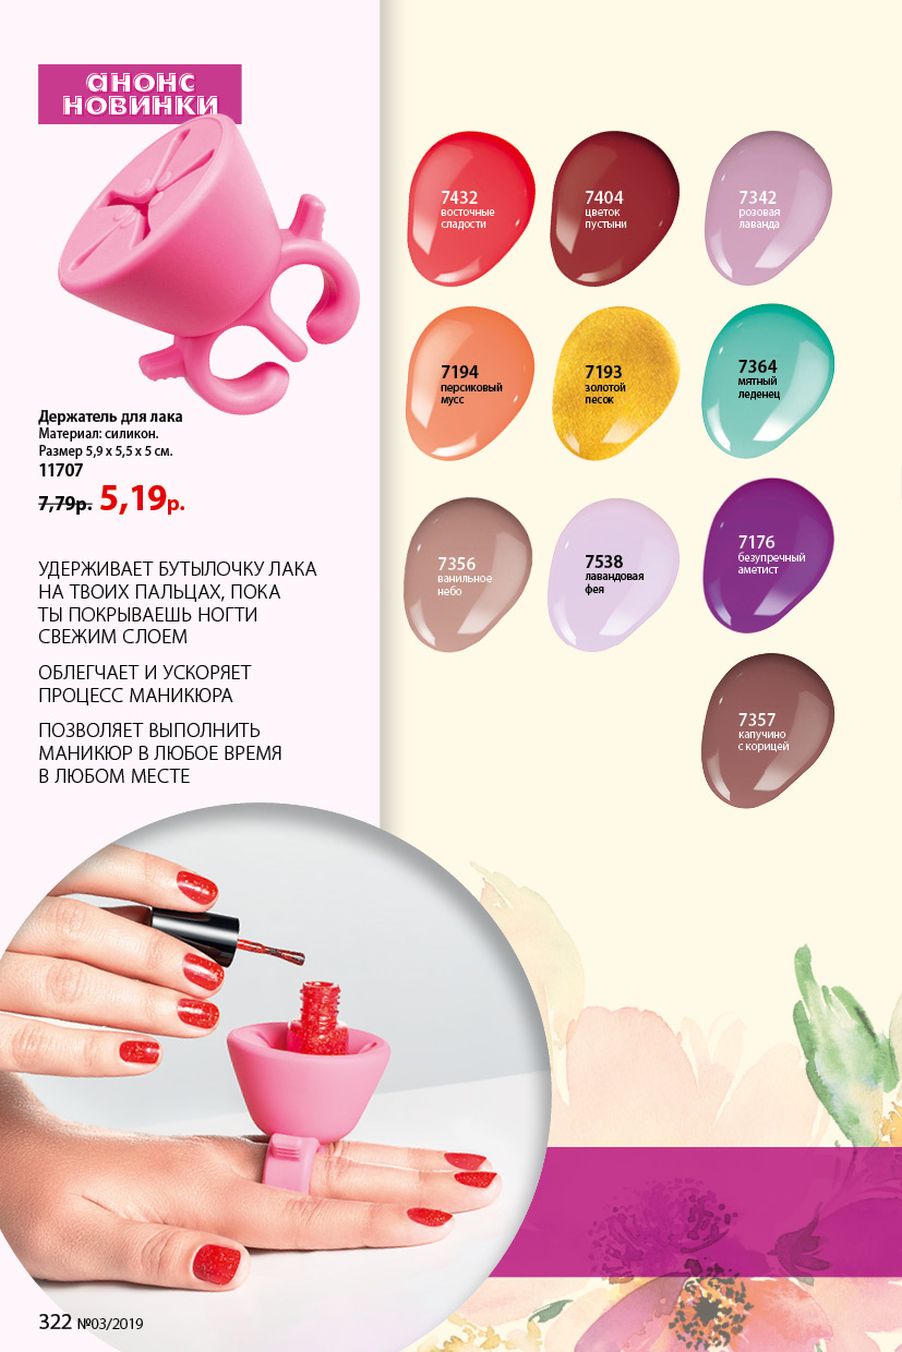 анонс
новинки
Держатель для лака
Материал: силикон.
Размер 5,9 х 5,5 х 5 см.
11707
7,79р. 5,19р.
УДЕРЖИВАЕТ БУТЫЛОЧКУ ЛАКА
НА ТВОИХ ПАЛЬЦАХ, ПОКА
ТЫ ПОКРЫВАЕШЬ НОГТИ
СВЕЖИМ СЛОЕМ
ОБЛЕГЧАЕТ И УСКОРЯЕТ
ПРОЦЕСС МАНИКЮРА
ПОЗВОЛЯЕТ ВЫПОЛНИТЬ
МАНИКЮР В ЛЮБОЕ ВРЕМЯ
В ЛЮБОМ МЕСТЕ
7432
восточные
сладости
7404
цветок
пустыни
7342
розовая
лаванда
7194
персиковый
мусс
7193
золотой
песок
7364
мятный
леденец
7356
ванильное
небо
7538
лавандовая
фея
7176
безупречный
аметист
7357
капучино
с корицей
322 №03/2019